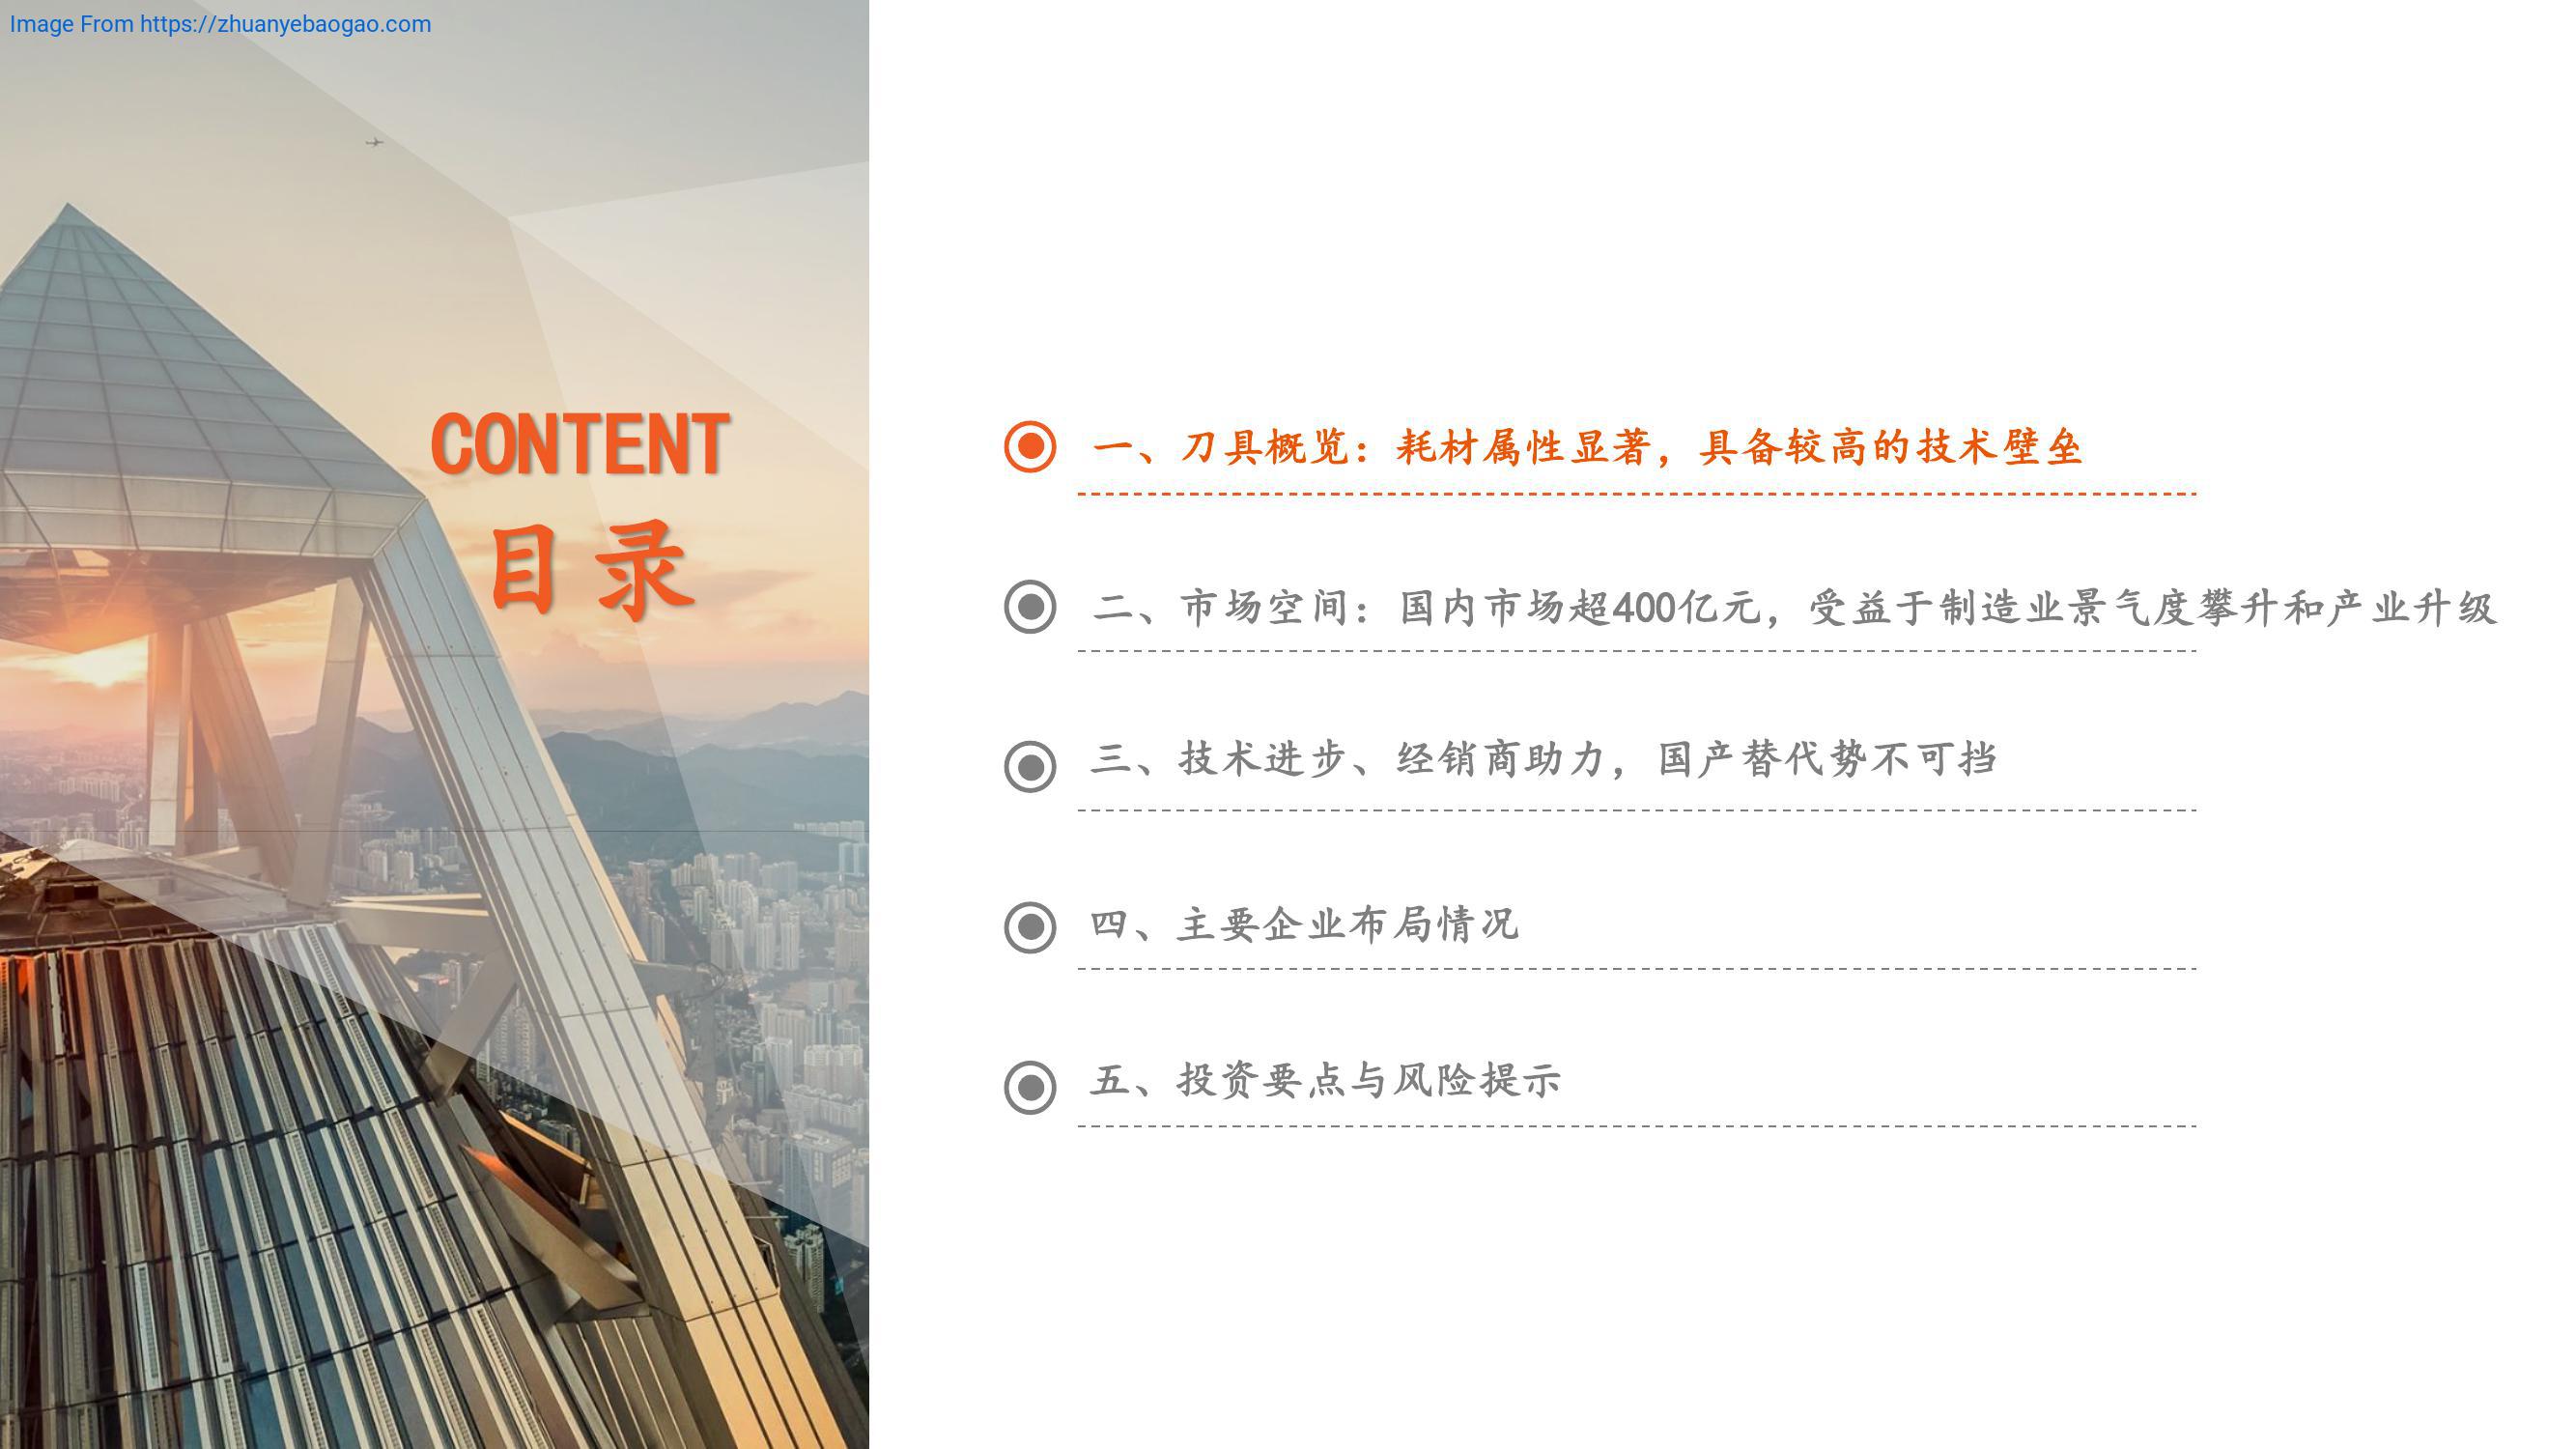 Image From https://zhuanyebaogao.com
CONTENT
目录
一、刀具概览：耗材属性显著，具备较高的技术壁垒
二、市场空间：国内市场超400亿元，受益于制造业景气度攀升和产业升级
三、技术进步、经销商助力，国产替代势不可挡
四、主要企业布局情况
五、投资要点与风险提示